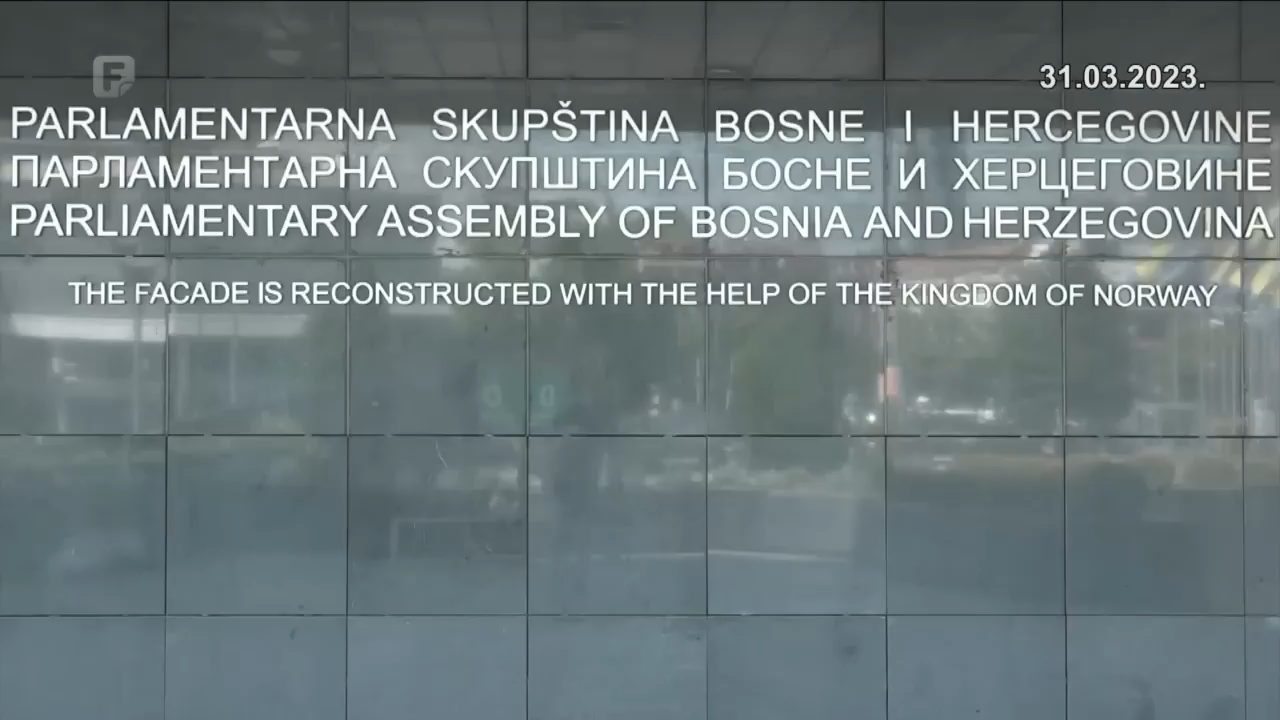 F
31.03.2023.
PARLAMENTARNA SKUPŠTINA BOSNE I HERCEGOVINE
ПАРЛАМЕНТАРНА СКУПШТИНА БОСНЕ И ХЕРЦЕГОВИНЕ
PARLIAMENTARY ASSEMBLY OF BOSNIA AND HERZEGOVINA
THE FACADE IS RECONSTRUCTED WITH THE HELP OF THE KINGDOM OF NORWAY